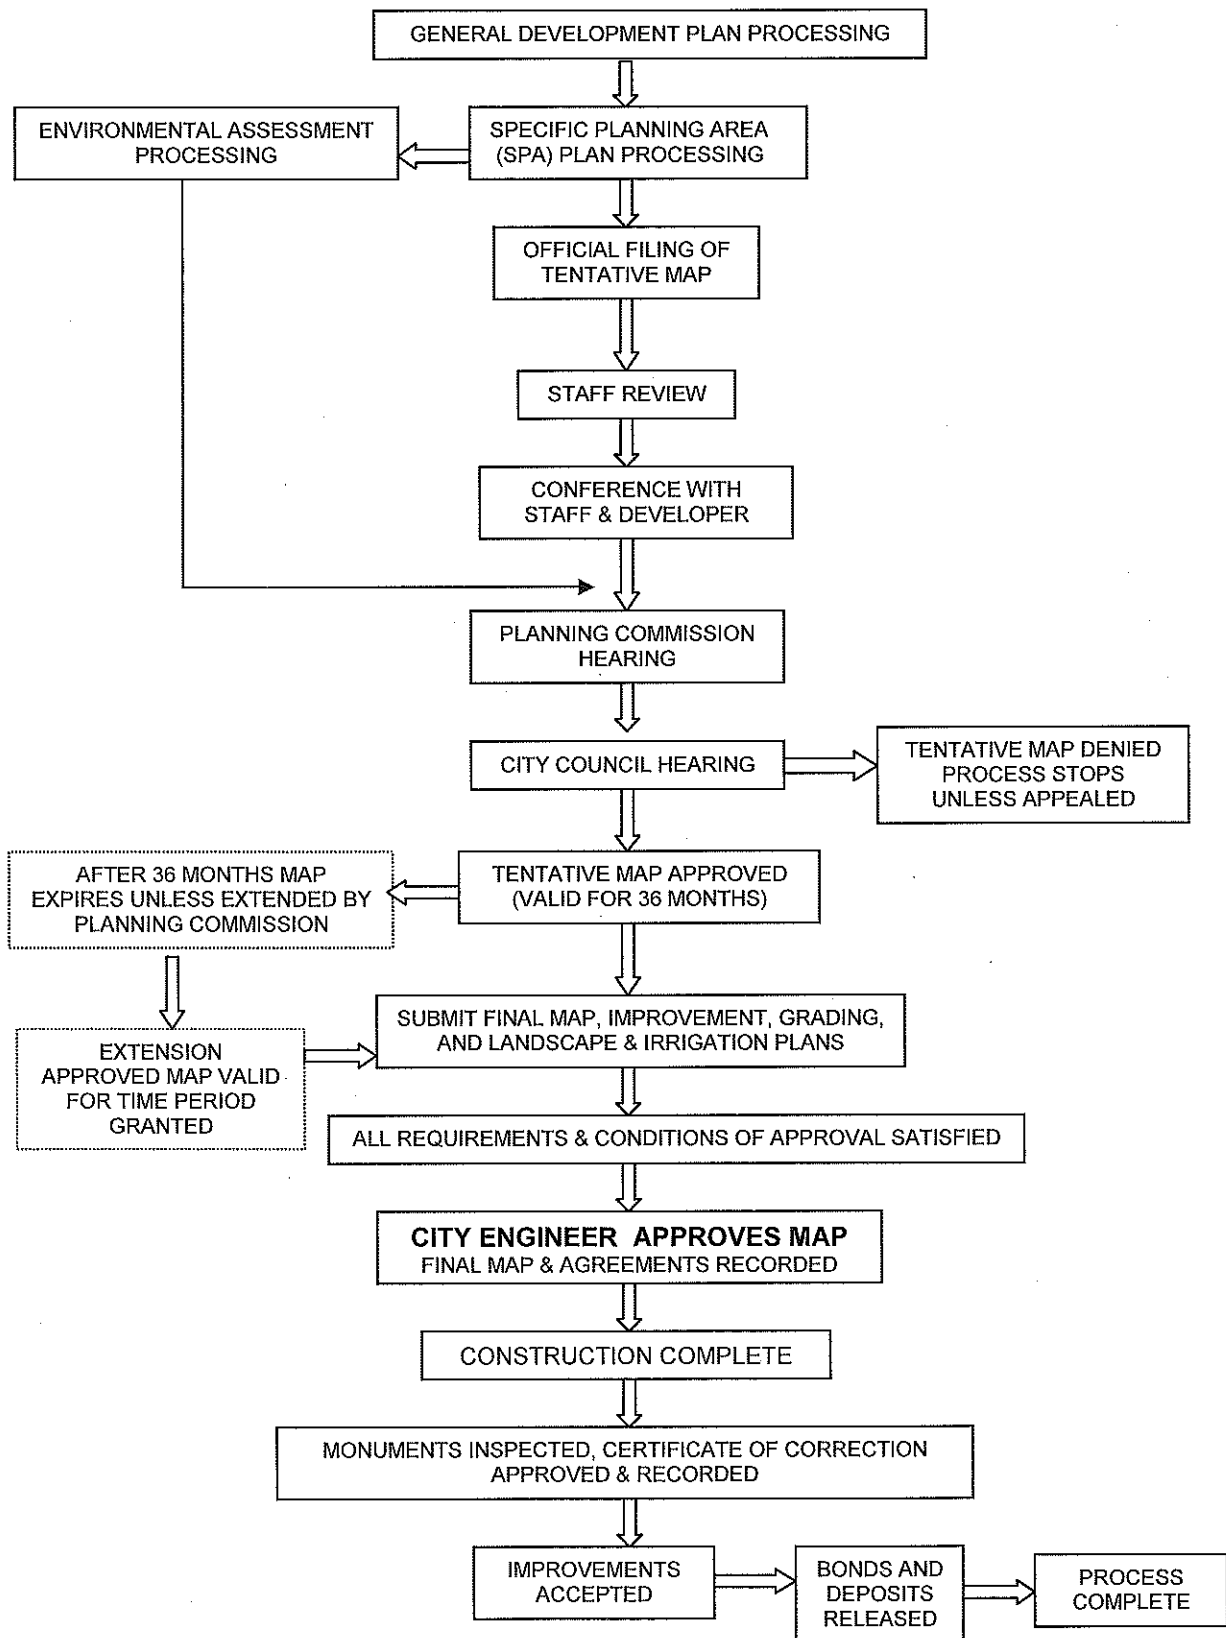 GENERAL DEVELOPMENT PLAN PROCESSING
ENVIRONMENTAL ASSESSMENT
PROCESSING
SPECIFIC PLANNING AREA
(SPA) PLAN PROCESSING
OFFICIAL FILING OF
TENTATIVE MAP
STAFF REVIEW
CONFERENCE WITH
STAFF & DEVELOPER
PLANNING COMMISSION
HEARING
CITY COUNCIL HEARING
TENTATIVE MAP DENIED
PROCESS STOPS
UNLESS APPEALED
TENTATIVE MAP APPROVED
(VALID FOR 36 MONTHS)
AFTER 36 MONTHS MAP
EXPIRES UNLESS EXTENDED BY
PLANNING COMMISSION
EXTENSION
APPROVED MAP VALID
FOR TIME PERIOD
GRANTED
SUBMIT FINAL MAP, IMPROVEMENT, GRADING,
AND LANDSCAPE & IRRIGATION PLANS
ALL REQUIREMENTS & CONDITIONS OF APPROVAL SATISFIED
CITY ENGINEER APPROVES MAP
FINAL MAP & AGREEMENTS RECORDED
CONSTRUCTION COMPLETE
MONUMENTS INSPECTED, CERTIFICATE OF CORRECTION
APPROVED & RECORDED
IMPROVEMENTS
ACCEPTED
BONDS AND
DEPOSITS
RELEASED
PROCESS
COMPLETE